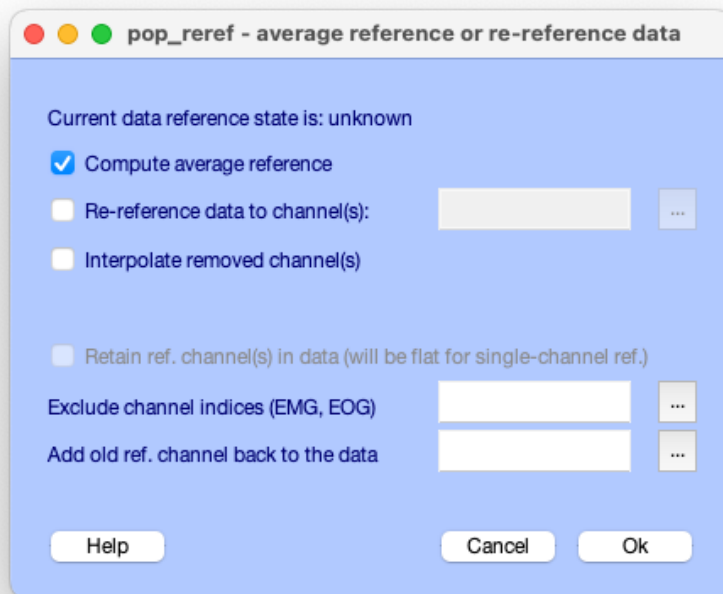 pop_reref - average reference or re-reference data
Current data reference state is: unknown
Compute average reference
Re-reference data to channel(s):
...
Interpolate removed channel(s)
Retain ref. channel(s) in data (will be flat for single-channel ref.)
Exclude channel indices (EMG, EOG)
...
Add old ref. channel back to the data
...
Help
Cancel
Ok